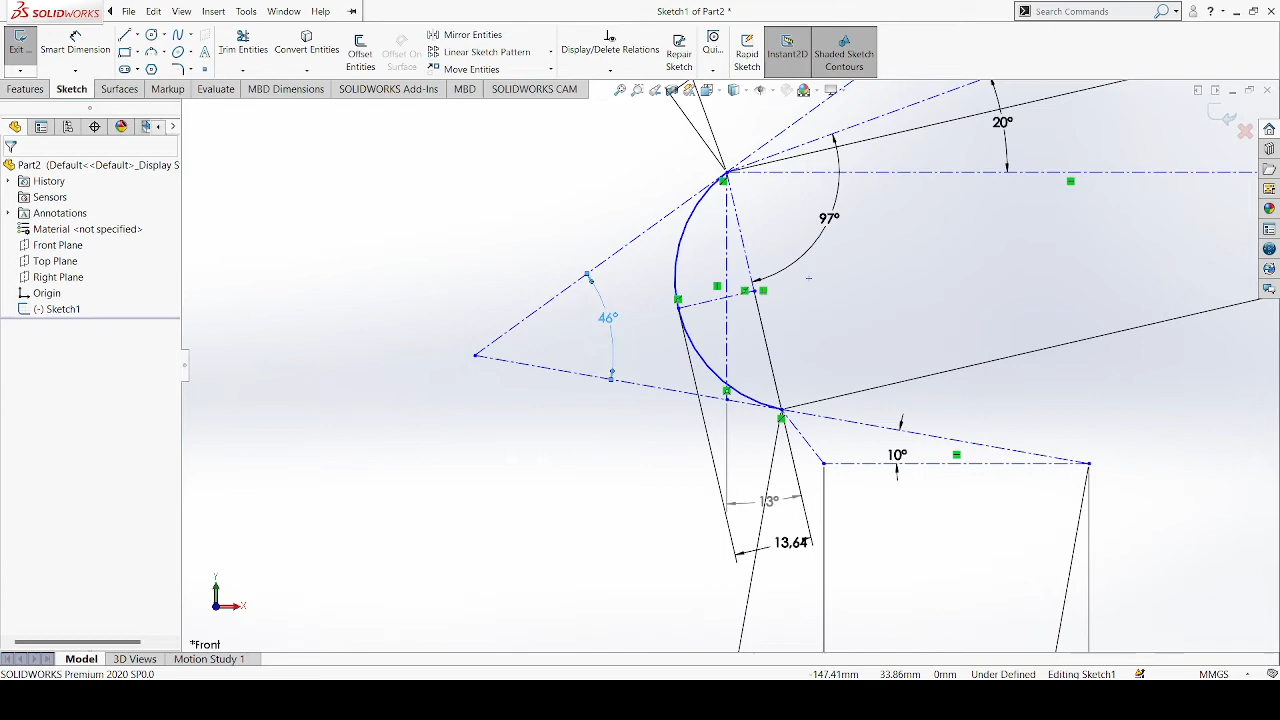 SOLIDWORKS
File Edit View Insert Tools Window Help
Sketch1 of Part2 *
Search Commands
?
Exit ...
Smart Dimension
Trim Entities
Convert Entities
Offset Entities
Offset On Surface
Mirror Entities
Linear Sketch Pattern
Move Entities
Display/Delete Relations
Repair Sketch
Qui...
Rapid Sketch
Instant2D
Shaded Sketch Contours
Features Sketch Surfaces Markup Evaluate MBD Dimensions SOLIDWORKS Add-Ins MBD SOLIDWORKS CAM
Part2 (Default<<Default>_Display S
History
Sensors
Annotations
Material <not specified>
Front Plane
Top Plane
Right Plane
Origin
(-) Sketch1
20°
97°
46°
10°
13°
13,64
Y
X
*Front
Model 3D Views Motion Study 1
SOLIDWORKS Premium 2020 SP0.0
-147.41mm 33.86mm 0mm Under Defined Editing Sketch1 MMGS